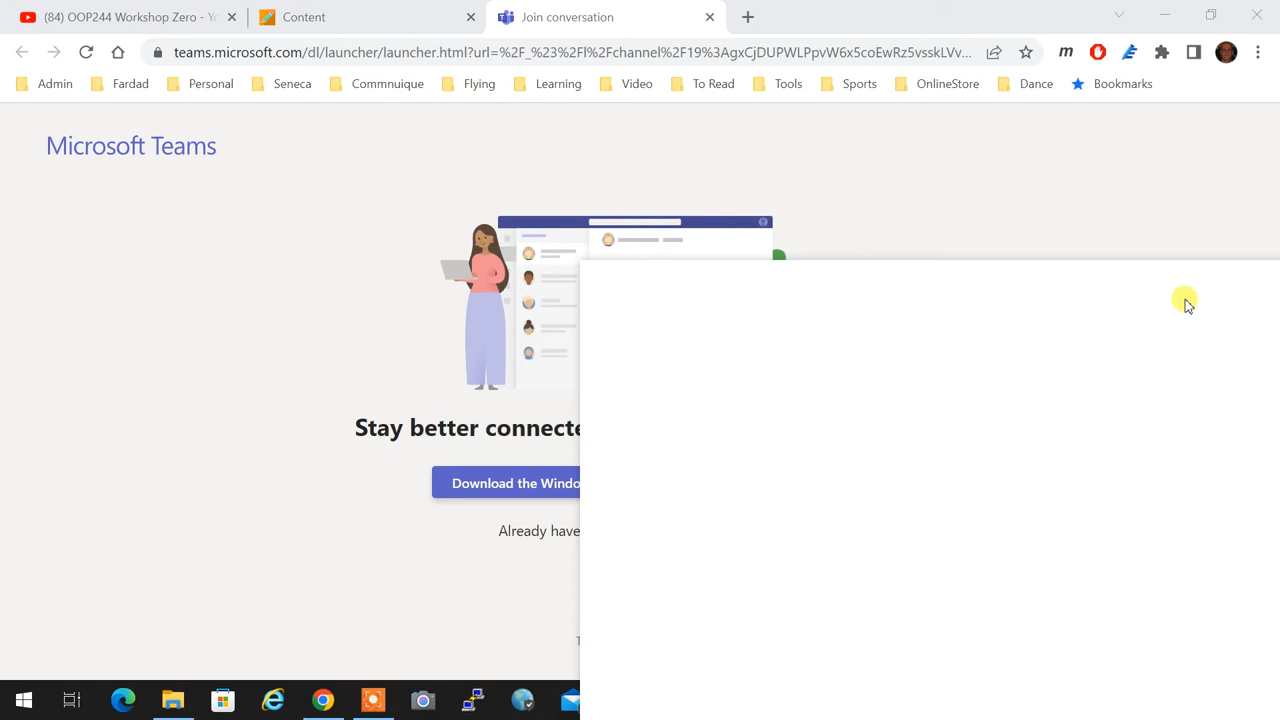 (84) OOP244 Workshop Zero - Yo
Content
Join conversation
teams.microsoft.com/dl/launcher/launcher.html?url=%2F_%23%2Fl%2Fchannel%2F19%3AgxCjDUPWLPpvW6x5coEwRz5vsskLVv...
m
Admin
Fardad
Personal
Seneca
Commnuique
Flying
Learning
Video
To Read
Tools
Sports
OnlineStore
Dance
Bookmarks
Microsoft Teams
Stay better connecte
Download the Windo
Already have